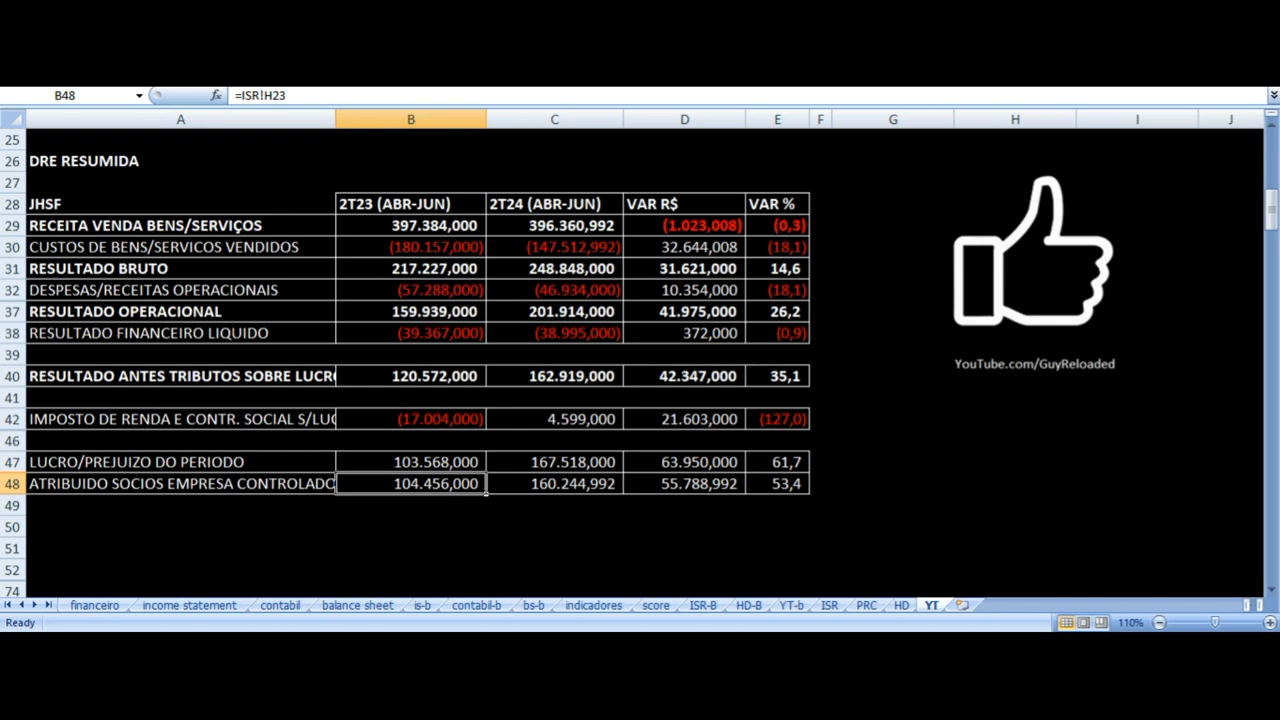 B48 fx =ISR!H23
A B C D E F G H I J
25
26 DRE RESUMIDA
27
28 JHSF 2T23 (ABR-JUN) 2T24 (ABR-JUN) VAR R$ VAR %
29 RECEITA VENDA BENS/SERVIÇOS 397.384,000 396.360,992 (1.023,008) (0,3)
30 CUSTOS DE BENS/SERVICOS VENDIDOS (180.157,000) (147.512,992) 32.644,008 (18,1)
31 RESULTADO BRUTO 217.227,000 248.848,000 31.621,000 14,6
32 DESPESAS/RECEITAS OPERACIONAIS (57.288,000) (46.934,000) 10.354,000 (18,1)
37 RESULTADO OPERACIONAL 159.939,000 201.914,000 41.975,000 26,2
38 RESULTADO FINANCEIRO LIQUIDO (39.367,000) (38.995,000) 372,000 (0,9)
39
40 RESULTADO ANTES TRIBUTOS SOBRE LUCRO 120.572,000 162.919,000 42.347,000 35,1
41
42 IMPOSTO DE RENDA E CONTR. SOCIAL S/LUC (17.004,000) 4.599,000 21.603,000 (127,0)
46
47 LUCRO/PREJUIZO DO PERIODO 103.568,000 167.518,000 63.950,000 61,7
48 ATRIBUIDO SOCIOS EMPRESA CONTROLADO 104.456,000 160.244,992 55.788,992 53,4
49
50
51
52
74
YouTube.com/GuyReloaded
financeiro income statement contabil balance sheet is-b contabil-b bs-b indicadores score ISR-B HD-B YT-b ISR PRC HD YT
Ready 110%